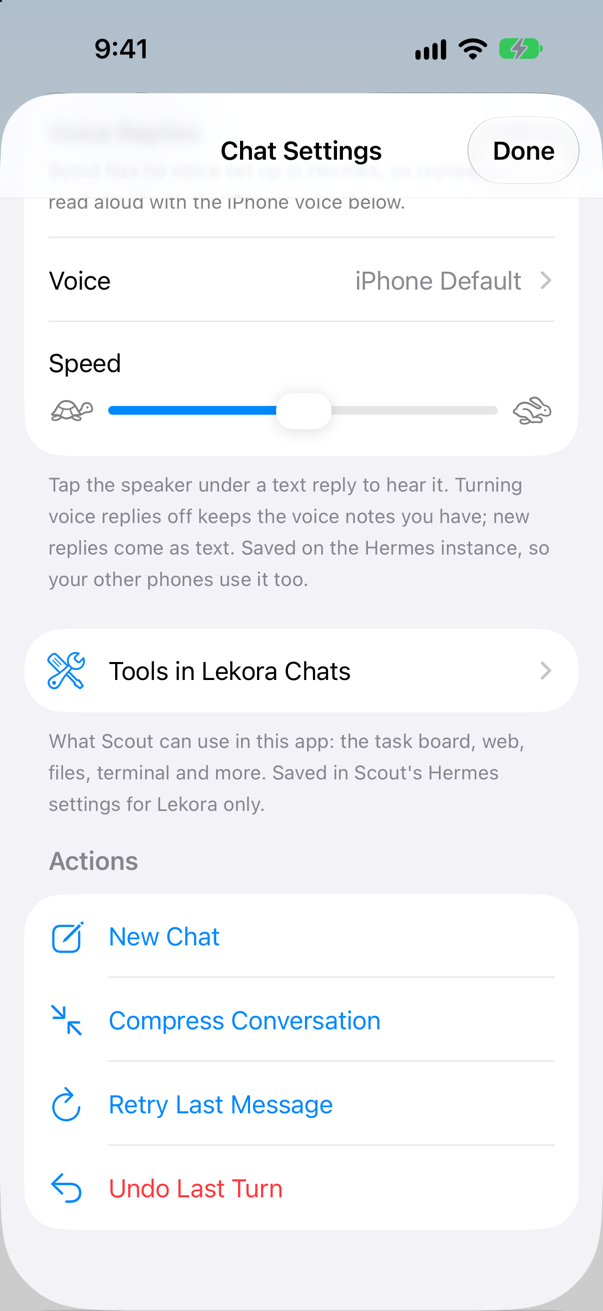 9:41
Chat Settings
Done
read aloud with the iPhone voice below.
Voice
iPhone Default
Speed
Tap the speaker under a text reply to hear it. Turning
voice replies off keeps the voice notes you have; new
replies come as text. Saved on the Hermes instance, so
your other phones use it too.
Tools in Lekora Chats
What Scout can use in this app: the task board, web,
files, terminal and more. Saved in Scout's Hermes
settings for Lekora only.
Actions
New Chat
Compress Conversation
Retry Last Message
Undo Last Turn